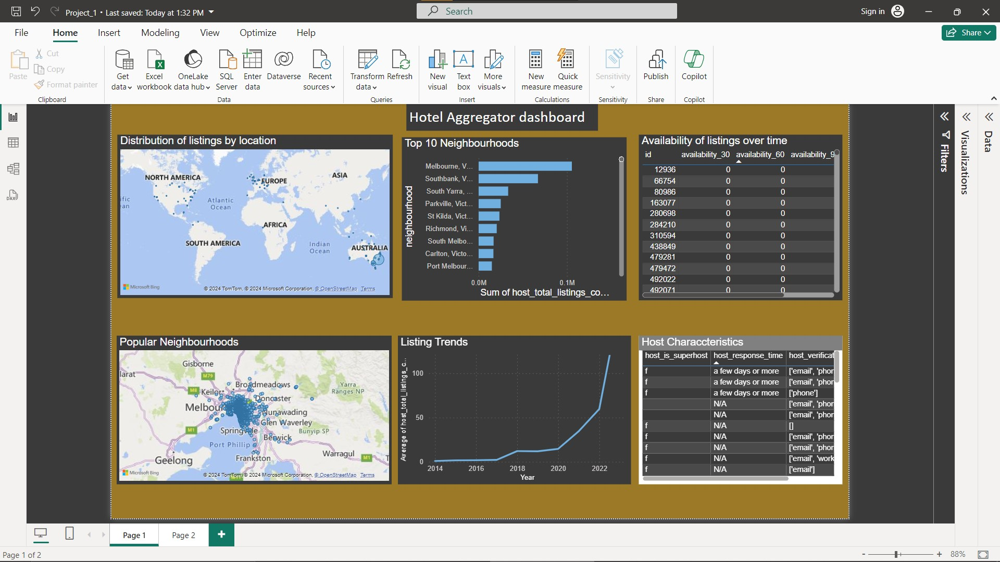 Project_1 • Last saved: Today at 1:32 PM
Search
Sign in
File Home Insert Modeling View Optimize Help
Share
Paste
Cut
Copy
Format painter
Clipboard
Get data
Excel workbook
OneLake data hub
SQL Server
Enter data
Dataverse
Recent sources
Data
Transform data
Refresh
Queries
New visual
Text box
More visuals
Insert
New measure
Quick measure
Calculations
Sensitivity
Sensitivity
Publish
Share
Copilot
Copilot
DAX
Hotel Aggregator dashboard
Distribution of listings by location
NORTH AMERICA
EUROPE
ASIA
Atlantic
Ocean
ific
an
AFRICA
SOUTH AMERICA
Indian
Ocean
AUSTRALIA
Microsoft Bing
© 2024 TomTom, © 2024 Microsoft Corporation, © OpenStreetMap Terms
Top 10 Neighbourhoods
neighbourhood
Melbourne, V...
Southbank, V...
South Yarra, ...
Parkville, Vict...
St Kilda, Vict...
Richmond, Vi...
South Melbo...
Carlton, Victo...
Port Melbour...
0.0M 0.1M
Sum of host_total_listings_co...
Availability of listings over time
id availability_30 availability_60 availability_9
12936 0 0
66754 0 0
80986 0 0
163077 0 0
280698 0 0
284210 0 0
310594 0 0
438849 0 0
479281 0 0
479472 0 0
492022 0 0
492071 0 0
Popular Neighbourhoods
Gisborne
larat
M79
M8
Keilor
Broadmeadows
Yarra
Ranges NP
Doncaster
Melbou
Nunawading
Glen Waverley
M1
Springvale
Bunyip SP
Berwick
Port Phillip
Warragul
M1
Geelong
Frankston
Microsoft Bing
© 2024 TomTom, © 2024 Microsoft Corporation, © OpenStreetMap Terms
Listing Trends
Average of host_total_listings_c...
100
50
0
2014 2016 2018 2020 2022
Year
Host Characcteristics
host_is_superhost host_response_time host_verificat
f a few days or more ['email', 'phor
f a few days or more ['email', 'phor
f a few days or more ['phone']
N/A ['email', 'phor
N/A ['email', 'phor
f N/A []
f N/A ['email', 'phor
f N/A ['email', 'phor
f N/A ['email', 'work
f N/A ['email']
Filters
Visualizations
Data
Page 1
Page 2
+
Page 1 of 2
- + 88%